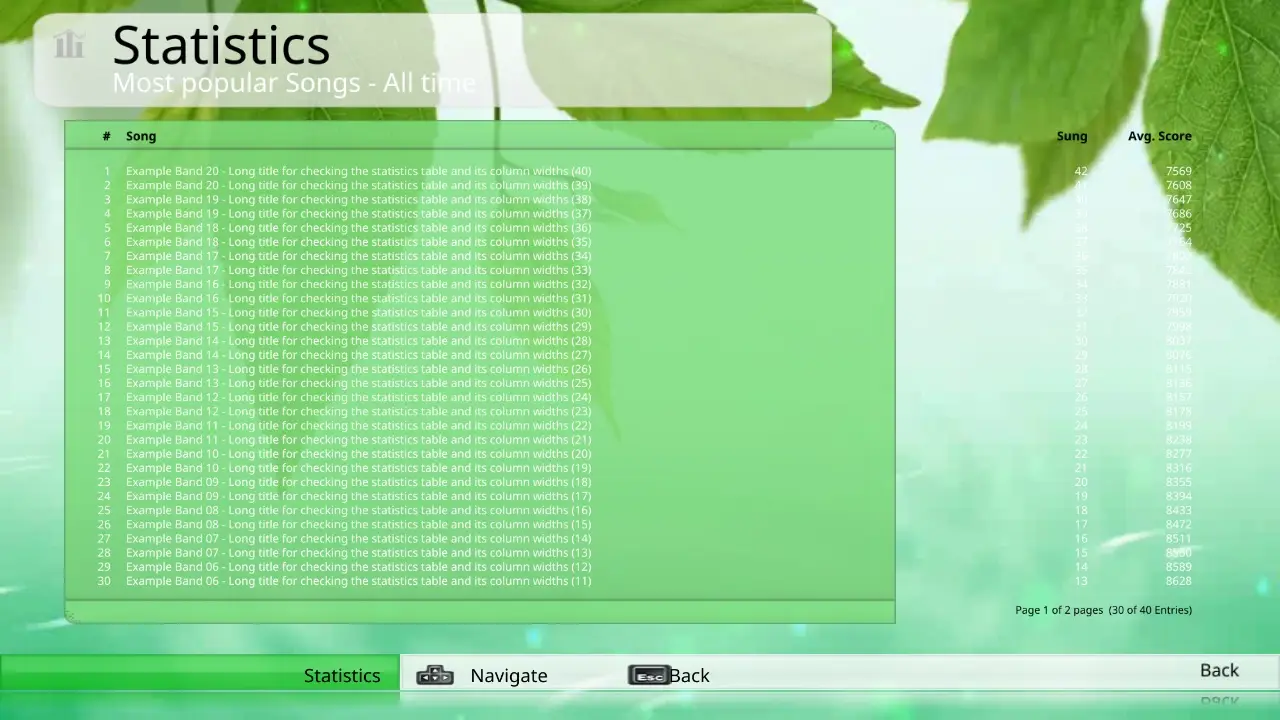 Statistics
Most popular Songs - All time
# Song Sung Avg. Score
1 Example Band 20 - Long title for checking the statistics table and its column widths (40) 42 7569
2 Example Band 20 - Long title for checking the statistics table and its column widths (39) 7608
3 Example Band 19 - Long title for checking the statistics table and its column widths (38) 7647
4 Example Band 19 - Long title for checking the statistics table and its column widths (37) 7686
5 Example Band 18 - Long title for checking the statistics table and its column widths (36) 7725
6 Example Band 18 - Long title for checking the statistics table and its column widths (35)
7 Example Band 17 - Long title for checking the statistics table and its column widths (34)
8 Example Band 17 - Long title for checking the statistics table and its column widths (33)
9 Example Band 16 - Long title for checking the statistics table and its column widths (32) 34 7881
10 Example Band 16 - Long title for checking the statistics table and its column widths (31) 33 7920
11 Example Band 15 - Long title for checking the statistics table and its column widths (30) 32 7959
12 Example Band 15 - Long title for checking the statistics table and its column widths (29) 31 7998
13 Example Band 14 - Long title for checking the statistics table and its column widths (28) 30 8037
14 Example Band 14 - Long title for checking the statistics table and its column widths (27) 29 8076
15 Example Band 13 - Long title for checking the statistics table and its column widths (26) 28 8115
16 Example Band 13 - Long title for checking the statistics table and its column widths (25) 27 8136
17 Example Band 12 - Long title for checking the statistics table and its column widths (24) 26 8157
18 Example Band 12 - Long title for checking the statistics table and its column widths (23) 25 8178
19 Example Band 11 - Long title for checking the statistics table and its column widths (22) 24 8199
20 Example Band 11 - Long title for checking the statistics table and its column widths (21) 23 8238
21 Example Band 10 - Long title for checking the statistics table and its column widths (20) 22 8277
22 Example Band 10 - Long title for checking the statistics table and its column widths (19) 21 8316
23 Example Band 09 - Long title for checking the statistics table and its column widths (18) 20 8355
24 Example Band 09 - Long title for checking the statistics table and its column widths (17) 19 8394
25 Example Band 08 - Long title for checking the statistics table and its column widths (16) 18 8433
26 Example Band 08 - Long title for checking the statistics table and its column widths (15) 17 8472
27 Example Band 07 - Long title for checking the statistics table and its column widths (14) 16 8511
28 Example Band 07 - Long title for checking the statistics table and its column widths (13) 15 8550
29 Example Band 06 - Long title for checking the statistics table and its column widths (12) 14 8589
30 Example Band 06 - Long title for checking the statistics table and its column widths (11) 13 8628
Page 1 of 2 pages (30 of 40 Entries)
Statistics Navigate Esc Back Back